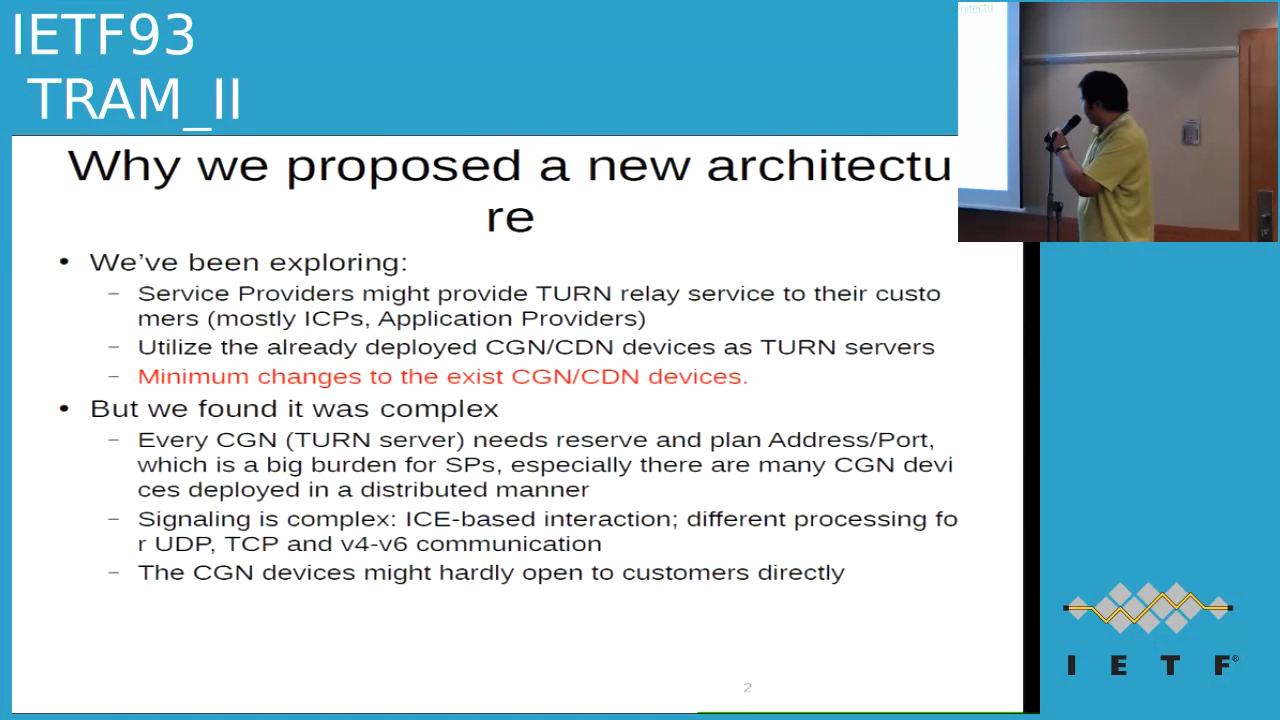 IETF93
TRAM_II
Why we proposed a new architectu
re
• We've been exploring:
– Service Providers might provide TURN relay service to their custo
mers (mostly ICPs, Application Providers)
– Utilize the already deployed CGN/CDN devices as TURN servers
– Minimum changes to the exist CGN/CDN devices.
• But we found it was complex
– Every CGN (TURN server) needs reserve and plan Address/Port,
which is a big burden for SPs, especially there are many CGN devi
ces deployed in a distributed manner
– Signaling is complex: ICE-based interaction; different processing fo
r UDP, TCP and v4-v6 communication
– The CGN devices might hardly open to customers directly
2
I E T F®